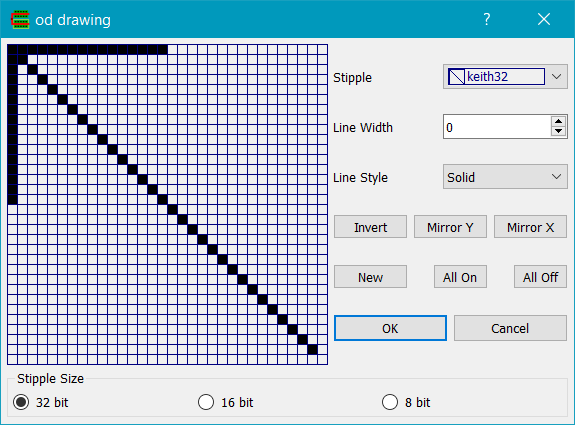 od drawing
Stipple
keith32
Line Width
0
Line Style
Solid
Invert
Mirror Y
Mirror X
New
All On
All Off
OK
Cancel
Stipple Size
32 bit
16 bit
8 bit